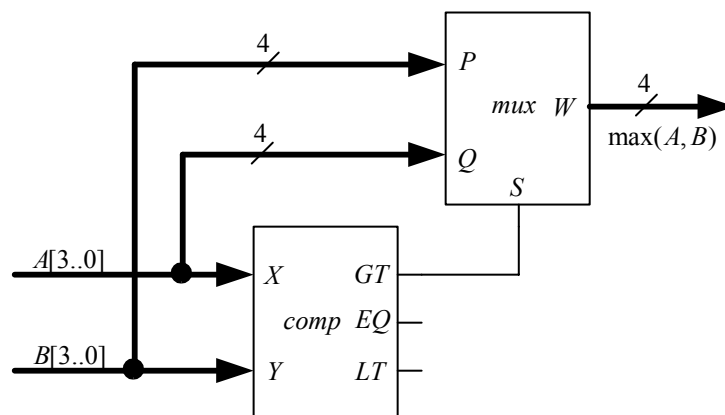 4
P
4
mux W
max(A, B)
4
Q
S
A[3..0]
X GT
comp EQ
B[3..0]
Y LT